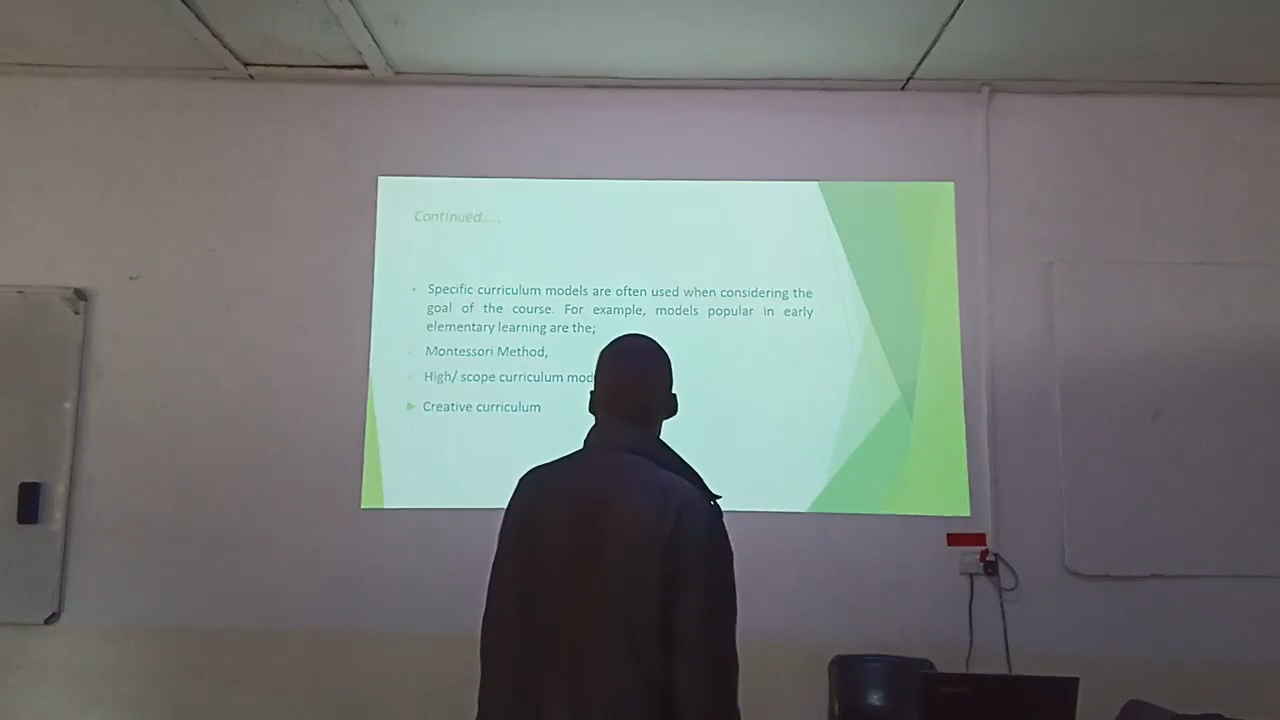 Continued.....
Specific curriculum models are often used when considering the
goal of the course. For example, models popular in early
elementary learning are the;
Montessori Method,
High/ scope curriculum mod
Creative curriculum